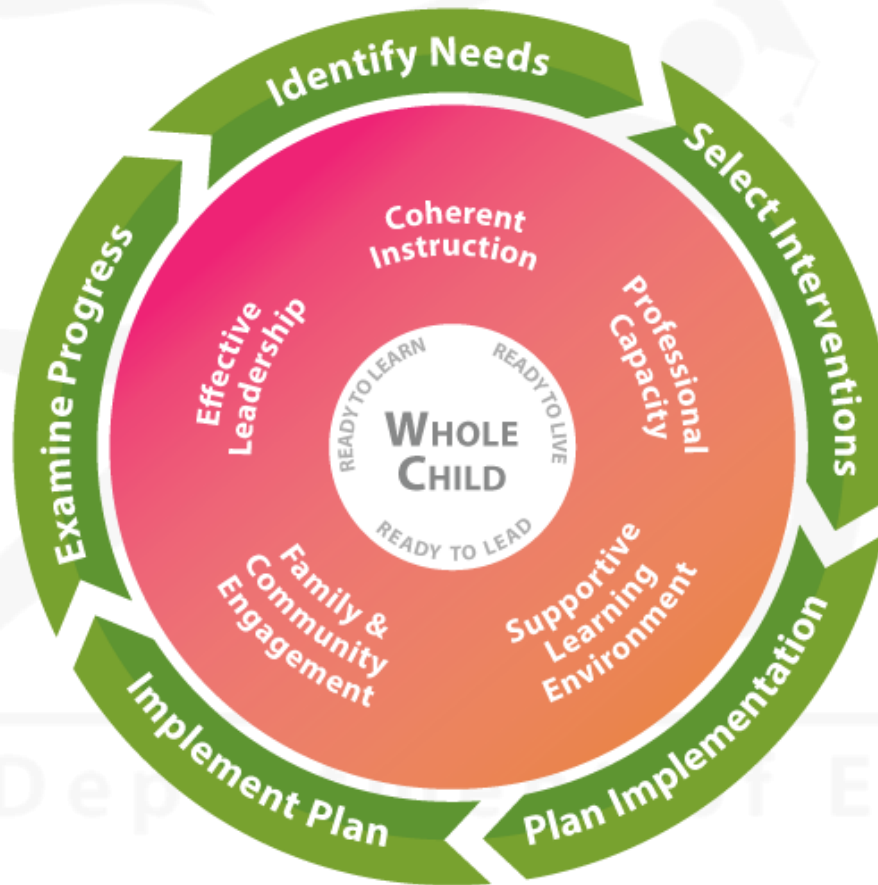 Identify Needs
Select Interventions
Plan Implementation
Implement Plan
Examine Progress
Coherent
Instruction
Professional
Capacity
Supportive
Learning
Environment
Family &
Community
Engagement
Effective
Leadership
READY TO LEARN
READY TO LIVE
READY TO LEAD
WHOLE
CHILD